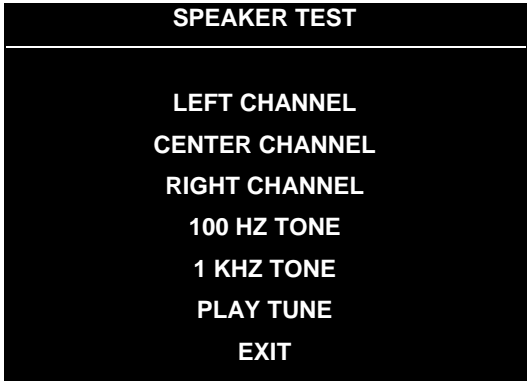 SPEAKER TEST
LEFT CHANNEL
CENTER CHANNEL
RIGHT CHANNEL
100 HZ TONE
1 KHZ TONE
PLAY TUNE
EXIT